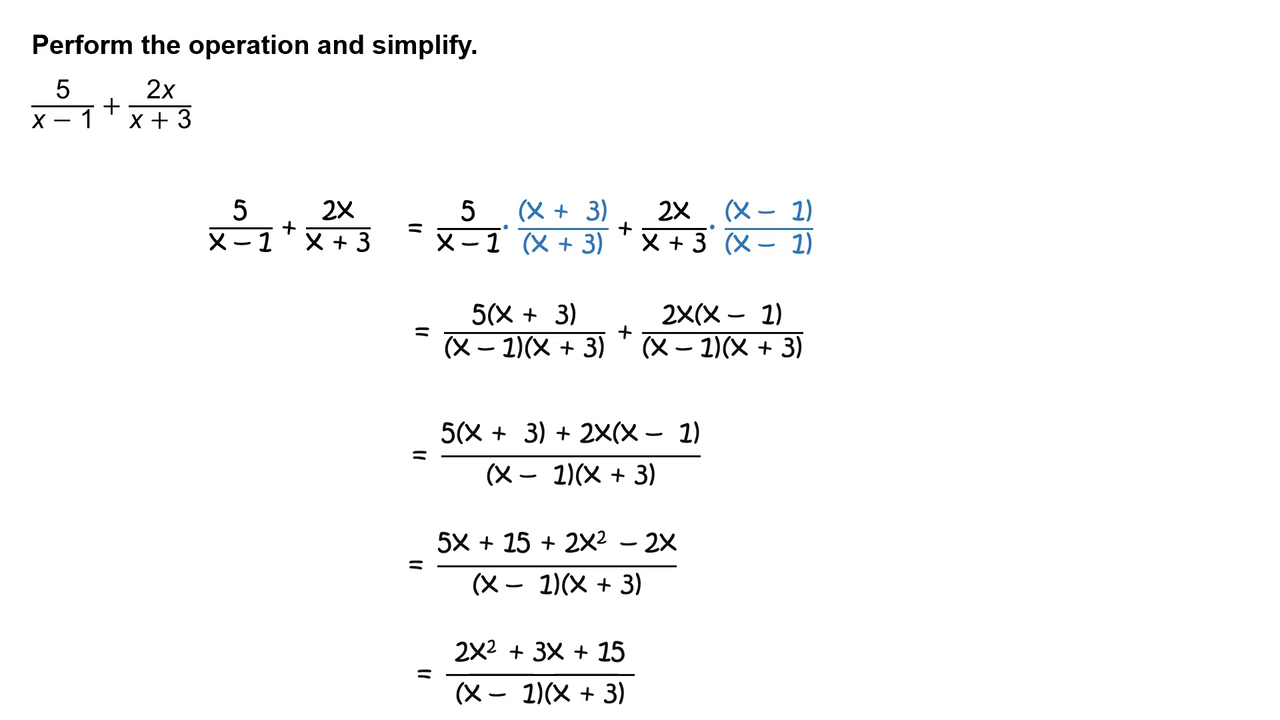 Perform the operation and simplify.
5/(x − 1) + 2x/(x + 3)
5/(x − 1) + 2x/(x + 3) = 5/(x − 1) · (x + 3)/(x + 3) + 2x/(x + 3) · (x − 1)/(x − 1)
= 5(x + 3)/((x − 1)(x + 3)) + 2x(x − 1)/((x − 1)(x + 3))
= (5(x + 3) + 2x(x − 1))/((x − 1)(x + 3))
= (5x + 15 + 2x² − 2x)/((x − 1)(x + 3))
= (2x² + 3x + 15)/((x − 1)(x + 3))